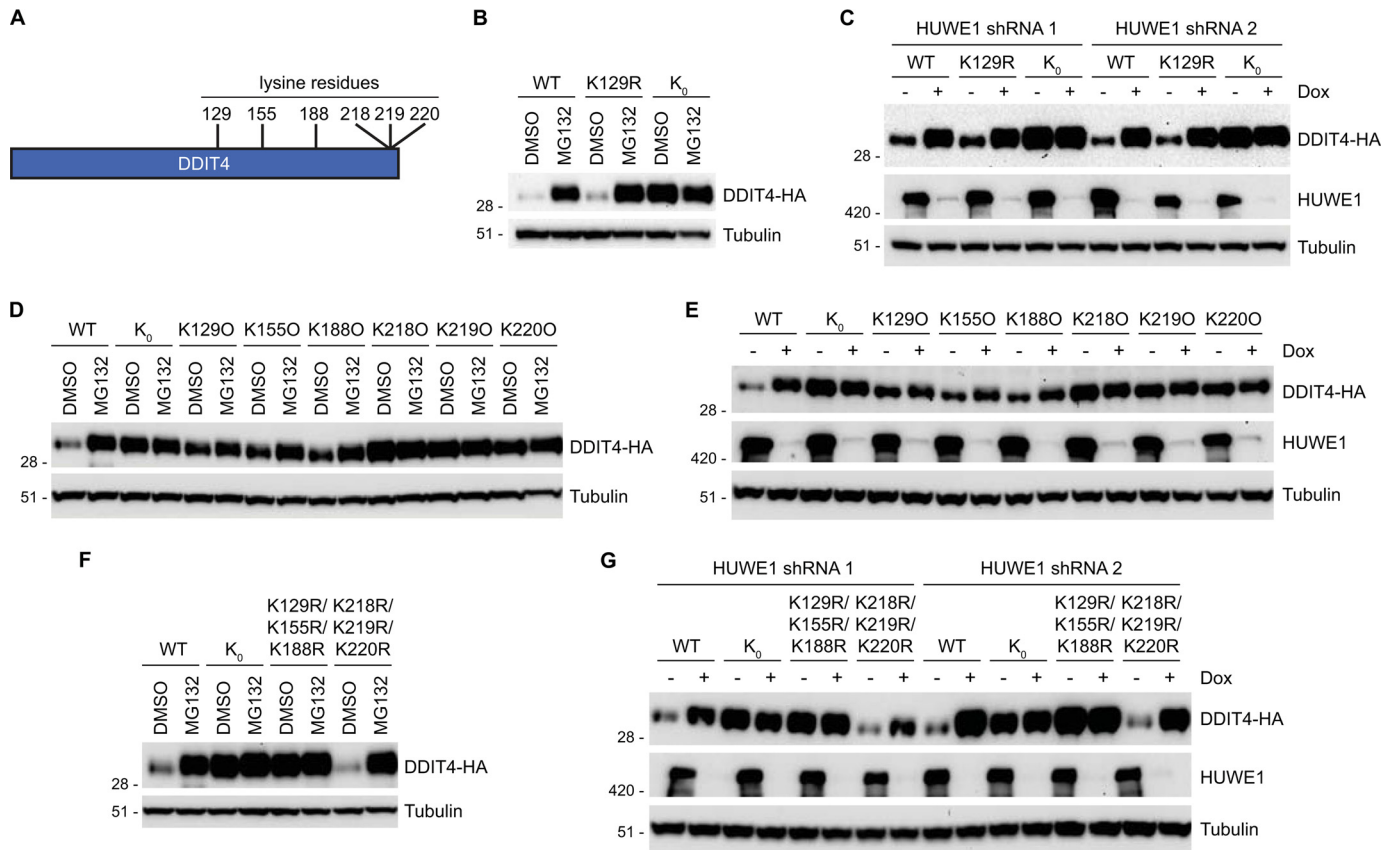 A
lysine residues
129 155 188 218 219 220
DDIT4
B
WT K129R K0
DMSO MG132 DMSO MG132 DMSO MG132
DDIT4-HA
28 -
51 - Tubulin
C
HUWE1 shRNA 1 HUWE1 shRNA 2
WT K129R K0 WT K129R K0
- + - + - + - + - + - + Dox
DDIT4-HA
28 -
HUWE1
420 -
51 - Tubulin
D
WT K0 K129O K155O K188O K218O K219O K220O
DMSO MG132 DMSO MG132 DMSO MG132 DMSO MG132 DMSO MG132 DMSO MG132 DMSO MG132 DMSO MG132
DDIT4-HA
28 -
51 - Tubulin
E
WT K0 K129O K155O K188O K218O K219O K220O
- + - + - + - + - + - + - + - + Dox
DDIT4-HA
28 -
HUWE1
420 -
51 - Tubulin
F
K129R/ K218R/
K155R/ K219R/
WT K0 K188R K220R
DMSO MG132 DMSO MG132 DMSO MG132 DMSO MG132
DDIT4-HA
28 -
51 - Tubulin
G
HUWE1 shRNA 1 HUWE1 shRNA 2
K129R/ K218R/ K129R/ K218R/
K155R/ K219R/ K155R/ K219R/
WT K0 K188R K220R WT K0 K188R K220R
- + - + - + - + - + - + - + - + Dox
DDIT4-HA
28 -
HUWE1
420 -
51 - Tubulin